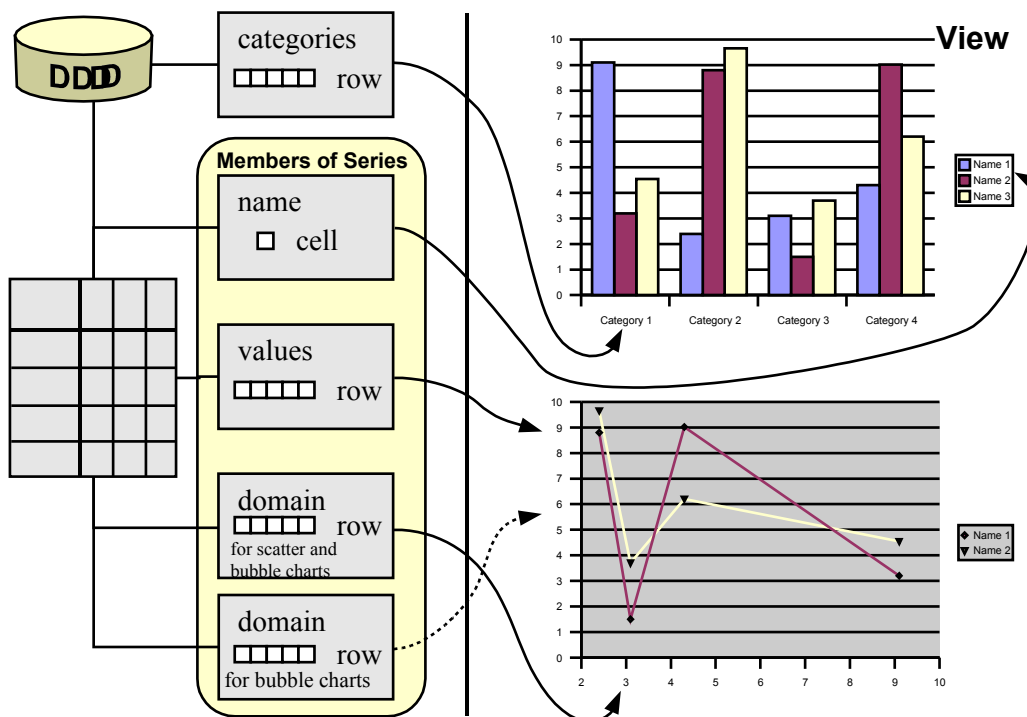 DDDD
categories
row
Members of Series
name
cell
values
row
domain
row
for scatter and
bubble charts
domain
row
for bubble charts
View
10
9
8
7
6
5
4
3
2
1
0
Category 1 Category 2 Category 3 Category 4
Name 1
Name 2
Name 3
10
9
8
7
6
5
4
3
2
1
0
2 3 4 5 6 7 8 9 10
Name 1
Name 2